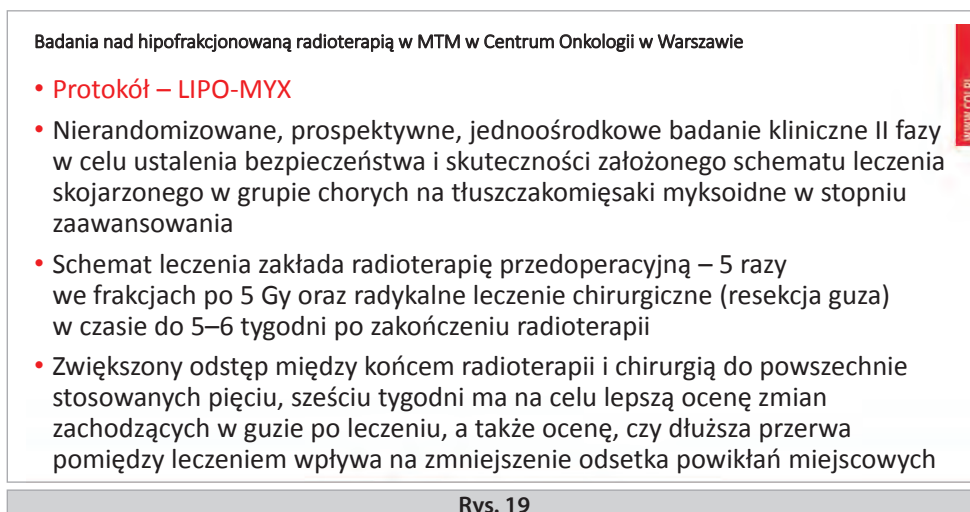 Badania nad hipofrakcjonowaną radioterapią w MTM w Centrum Onkologii w Warszawie
• Protokół – LIPO-MYX
• Nierandomizowane, prospektywne, jednoośrodkowe badanie kliniczne II fazy
w celu ustalenia bezpieczeństwa i skuteczności założonego schematu leczenia
skojarzonego w grupie chorych na tłuszczakomięsaki myksoidne w stopniu
zaawansowania
• Schemat leczenia zakłada radioterapię przedoperacyjną – 5 razy
we frakcjach po 5 Gy oraz radykalne leczenie chirurgiczne (resekcja guza)
w czasie do 5–6 tygodni po zakończeniu radioterapii
• Zwiększony odstęp między końcem radioterapii i chirurgią do powszechnie
stosowanych pięciu, sześciu tygodni ma na celu lepszą ocenę zmian
zachodzących w guzie po leczeniu, a także ocenę, czy dłuższa przerwa
pomiędzy leczeniem wpływa na zmniejszenie odsetka powikłań miejscowych
Rys. 19